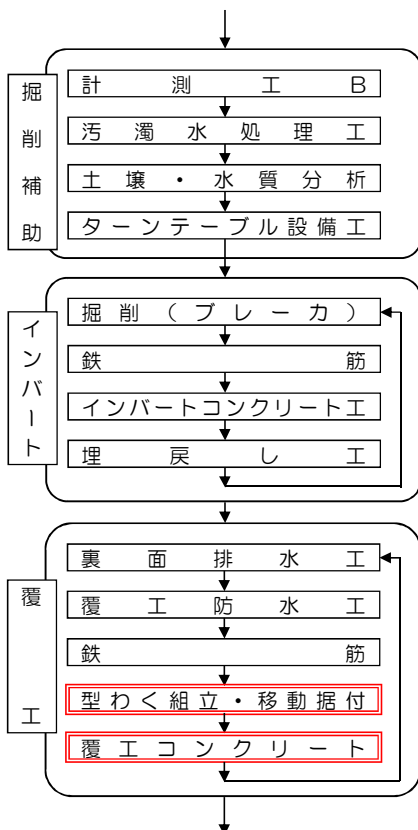 掘削補助
計測工B
汚濁水処理工
土壌・水質分析
ターンテーブル設備工
インバート
掘削(ブレーカ)
鉄筋
インバートコンクリート工
埋戻し工
覆工
裏面排水工
覆工防水工
鉄筋
型わく組立・移動据付
覆工コンクリート